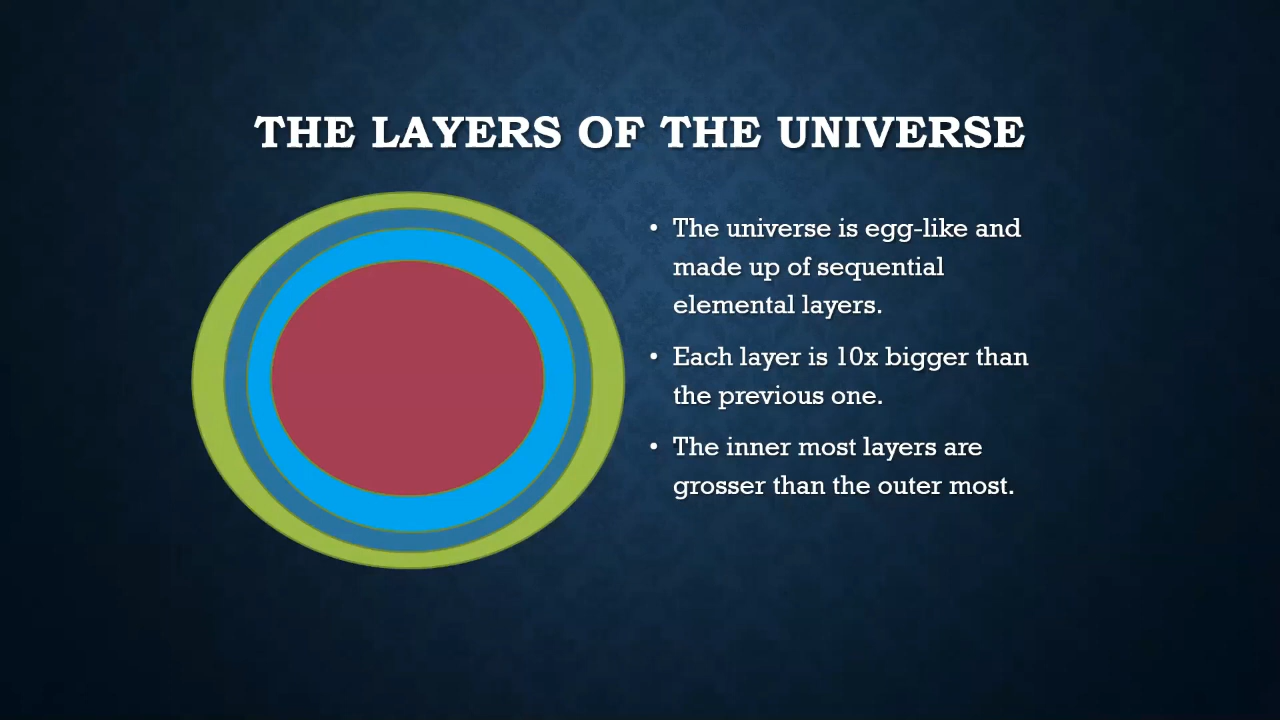 THE LAYERS OF THE UNIVERSE
• The universe is egg-like and
made up of sequential
elemental layers.
• Each layer is 10x bigger than
the previous one.
• The inner most layers are
grosser than the outer most.